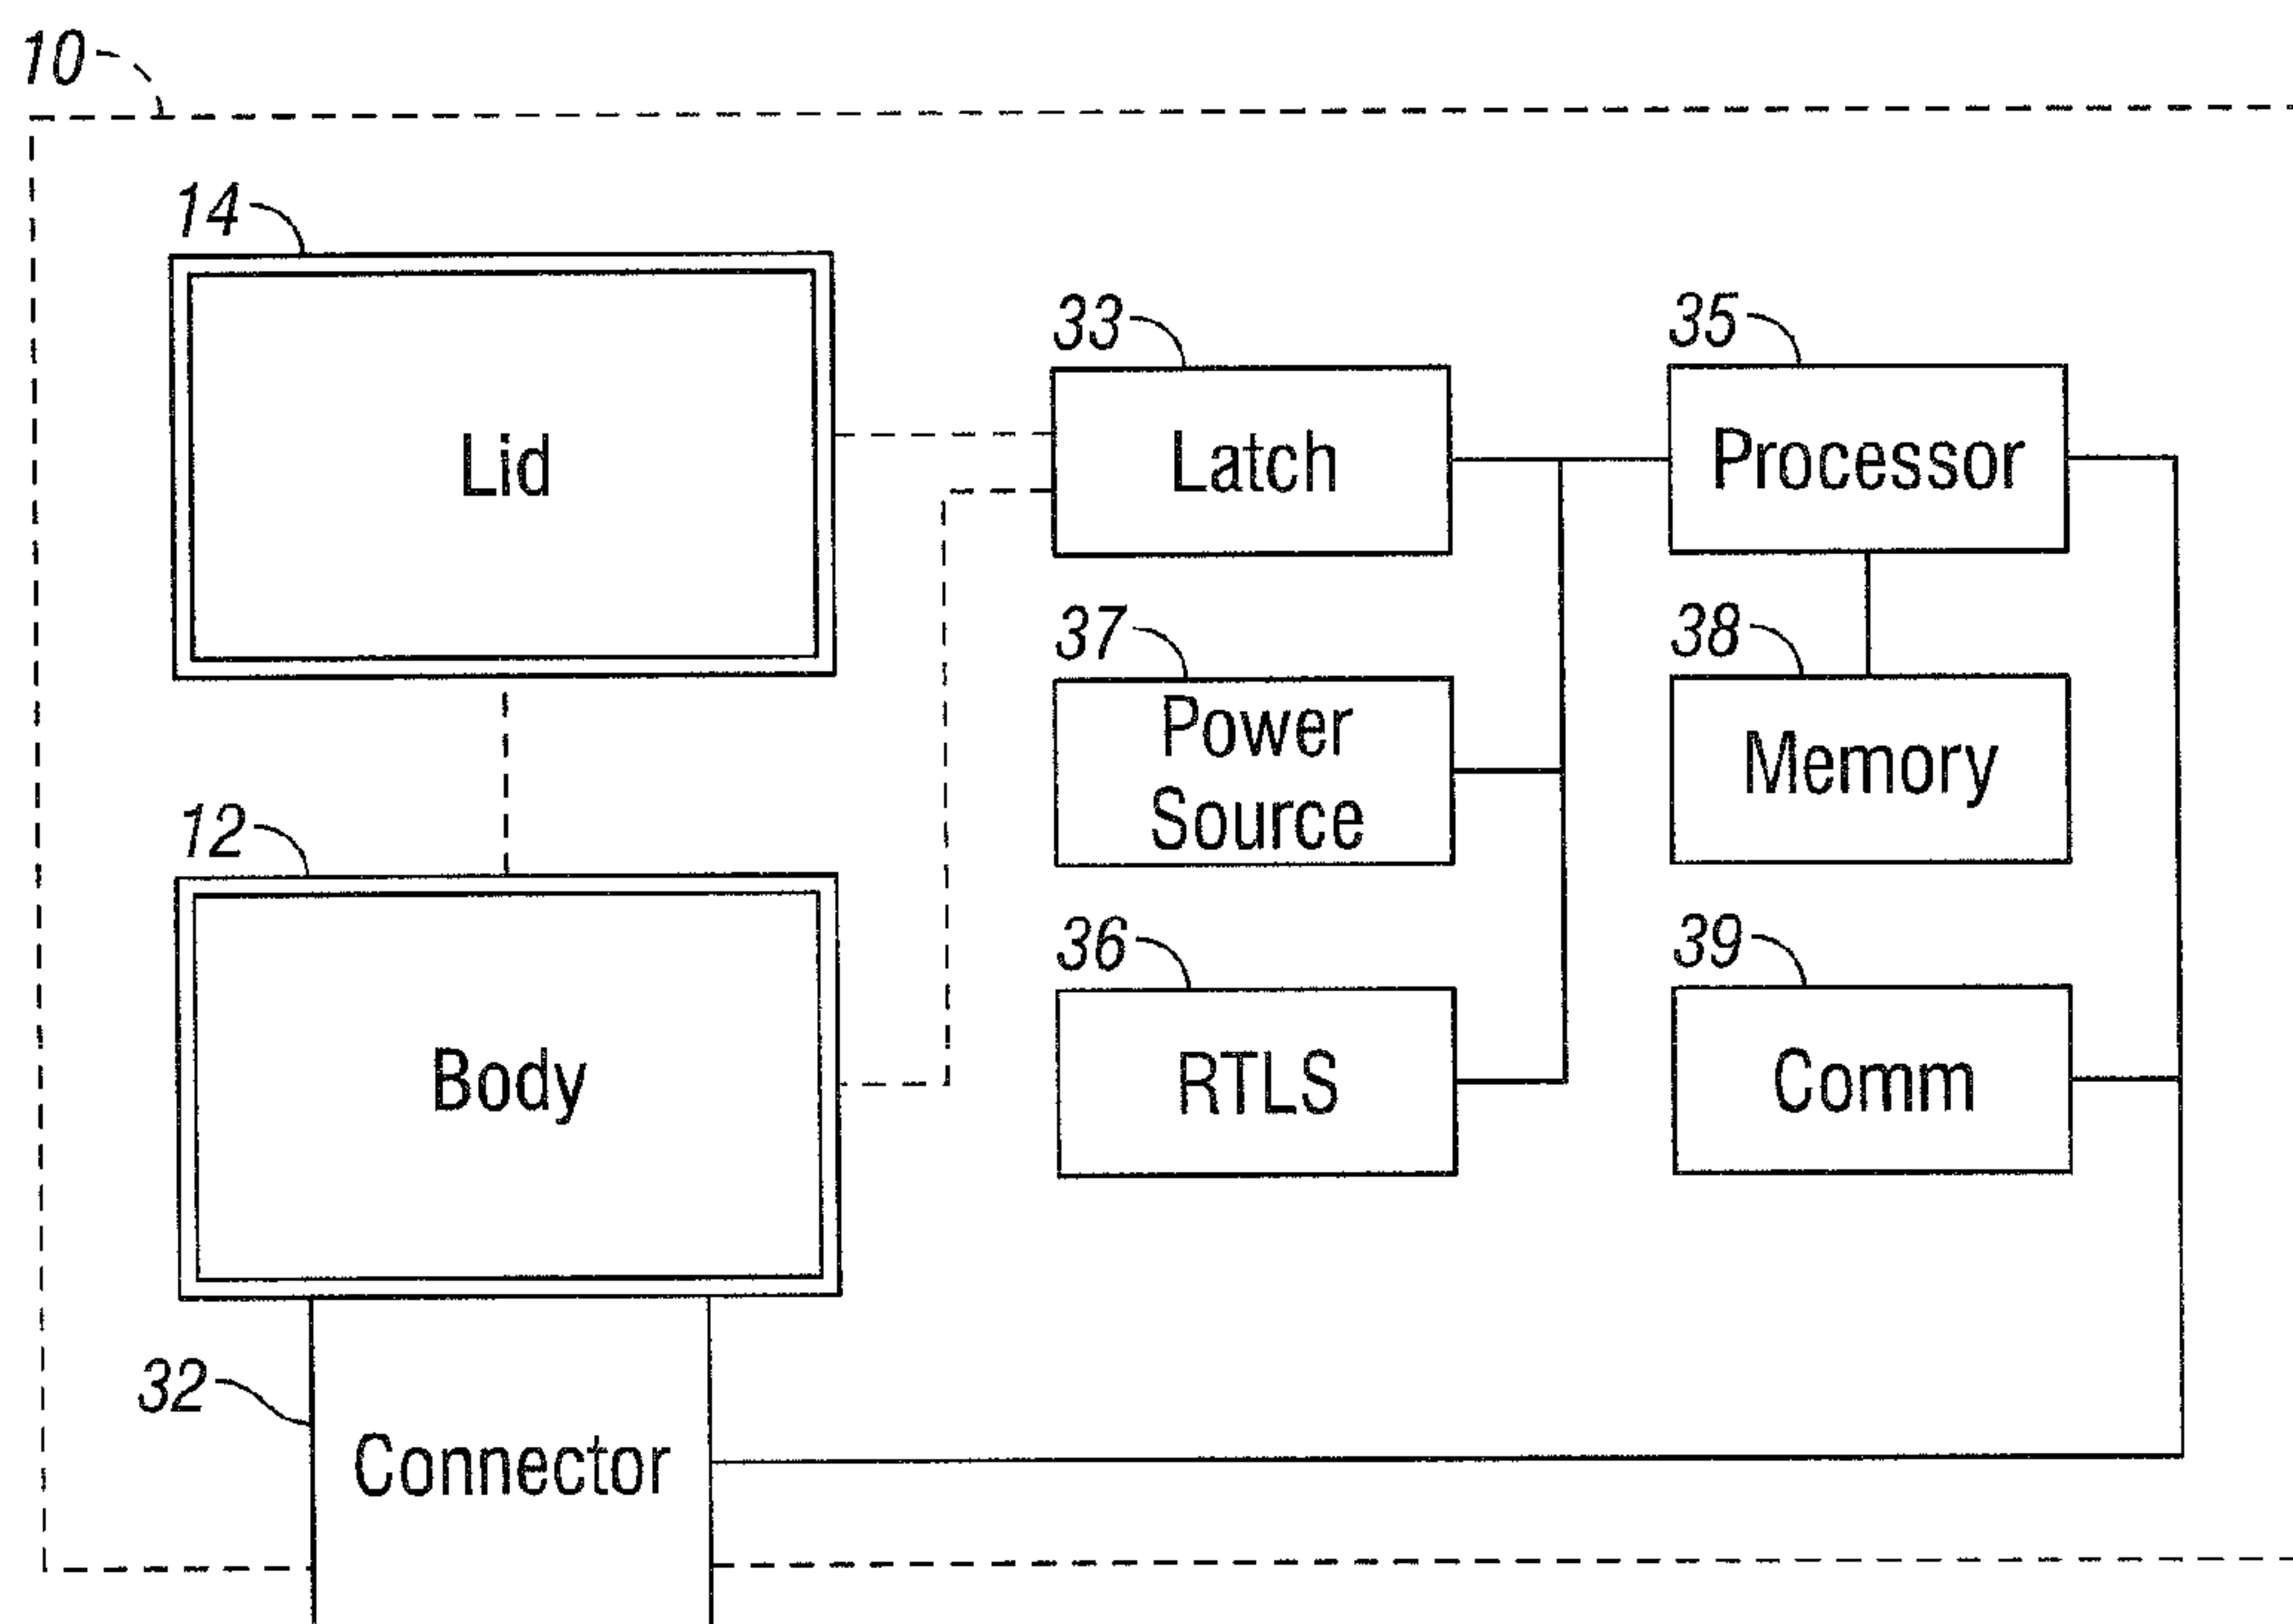 10
14
Lid
33
Latch
35
Processor
37
Power
Source
38
Memory
12
Body
36
RTLS
39
Comm
32
Connector